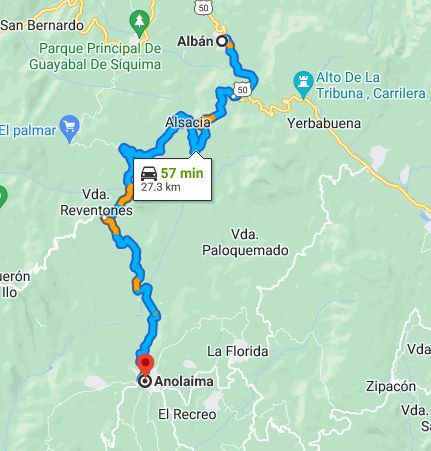 50
San Bernardo
Albán
Parque Principal De
Guayabal De Síquima
Alto De La
Tribuna , Carrilera
50
El palmar
Alsacia
Yerbabuena
57 min
27.3 km
Vda.
Reventones
Vda.
Paloquemado
uerón
llo
La Florida
Vda
Anolaima
Zipacón
El Recreo
Vda.
Sa